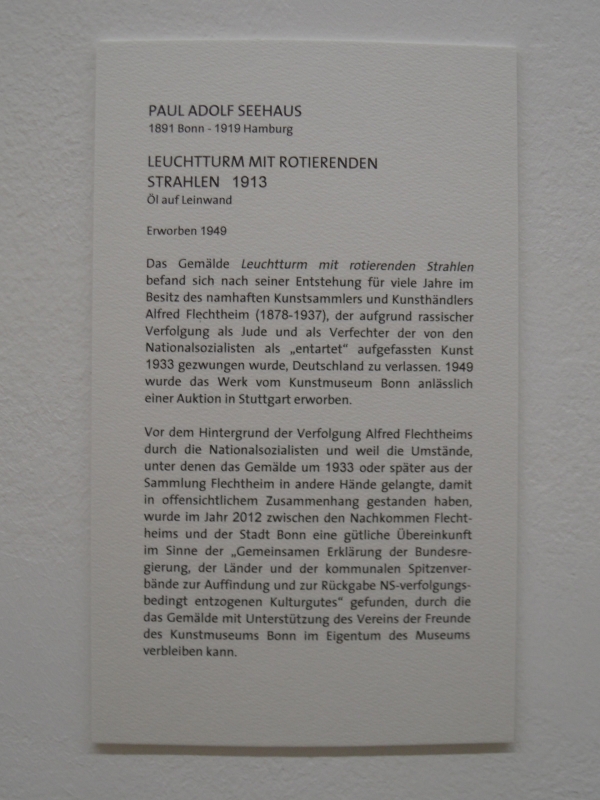 PAUL ADOLF SEEHAUS
1891 Bonn - 1919 Hamburg
LEUCHTTURM MIT ROTIERENDEN
STRAHLEN 1913
Öl auf Leinwand
Erworben 1949
Das Gemälde Leuchtturm mit rotierenden Strahlen
befand sich nach seiner Entstehung für viele Jahre im
Besitz des namhaften Kunstsammlers und Kunsthändlers
Alfred Flechtheim (1878-1937), der aufgrund rassischer
Verfolgung als Jude und als Verfechter der von den
Nationalsozialisten als „entartet“ aufgefassten Kunst
1933 gezwungen wurde, Deutschland zu verlassen. 1949
wurde das Werk vom Kunstmuseum Bonn anlässlich
einer Auktion in Stuttgart erworben.
Vor dem Hintergrund der Verfolgung Alfred Flechtheims
durch die Nationalsozialisten und weil die Umstände,
unter denen das Gemälde um 1933 oder später aus der
Sammlung Flechtheim in andere Hände gelangte, damit
in offensichtlichem Zusammenhang gestanden haben,
wurde im Jahr 2012 zwischen den Nachkommen Flecht-
heims und der Stadt Bonn eine gütliche Übereinkunft
im Sinne der „Gemeinsamen Erklärung der Bundesre-
gierung, der Länder und der kommunalen Spitzenver-
bände zur Auffindung und zur Rückgabe NS-verfolgungs-
bedingt entzogenen Kulturgutes“ gefunden, durch die
das Gemälde mit Unterstützung des Vereins der Freunde
des Kunstmuseums Bonn im Eigentum des Museums
verbleiben kann.